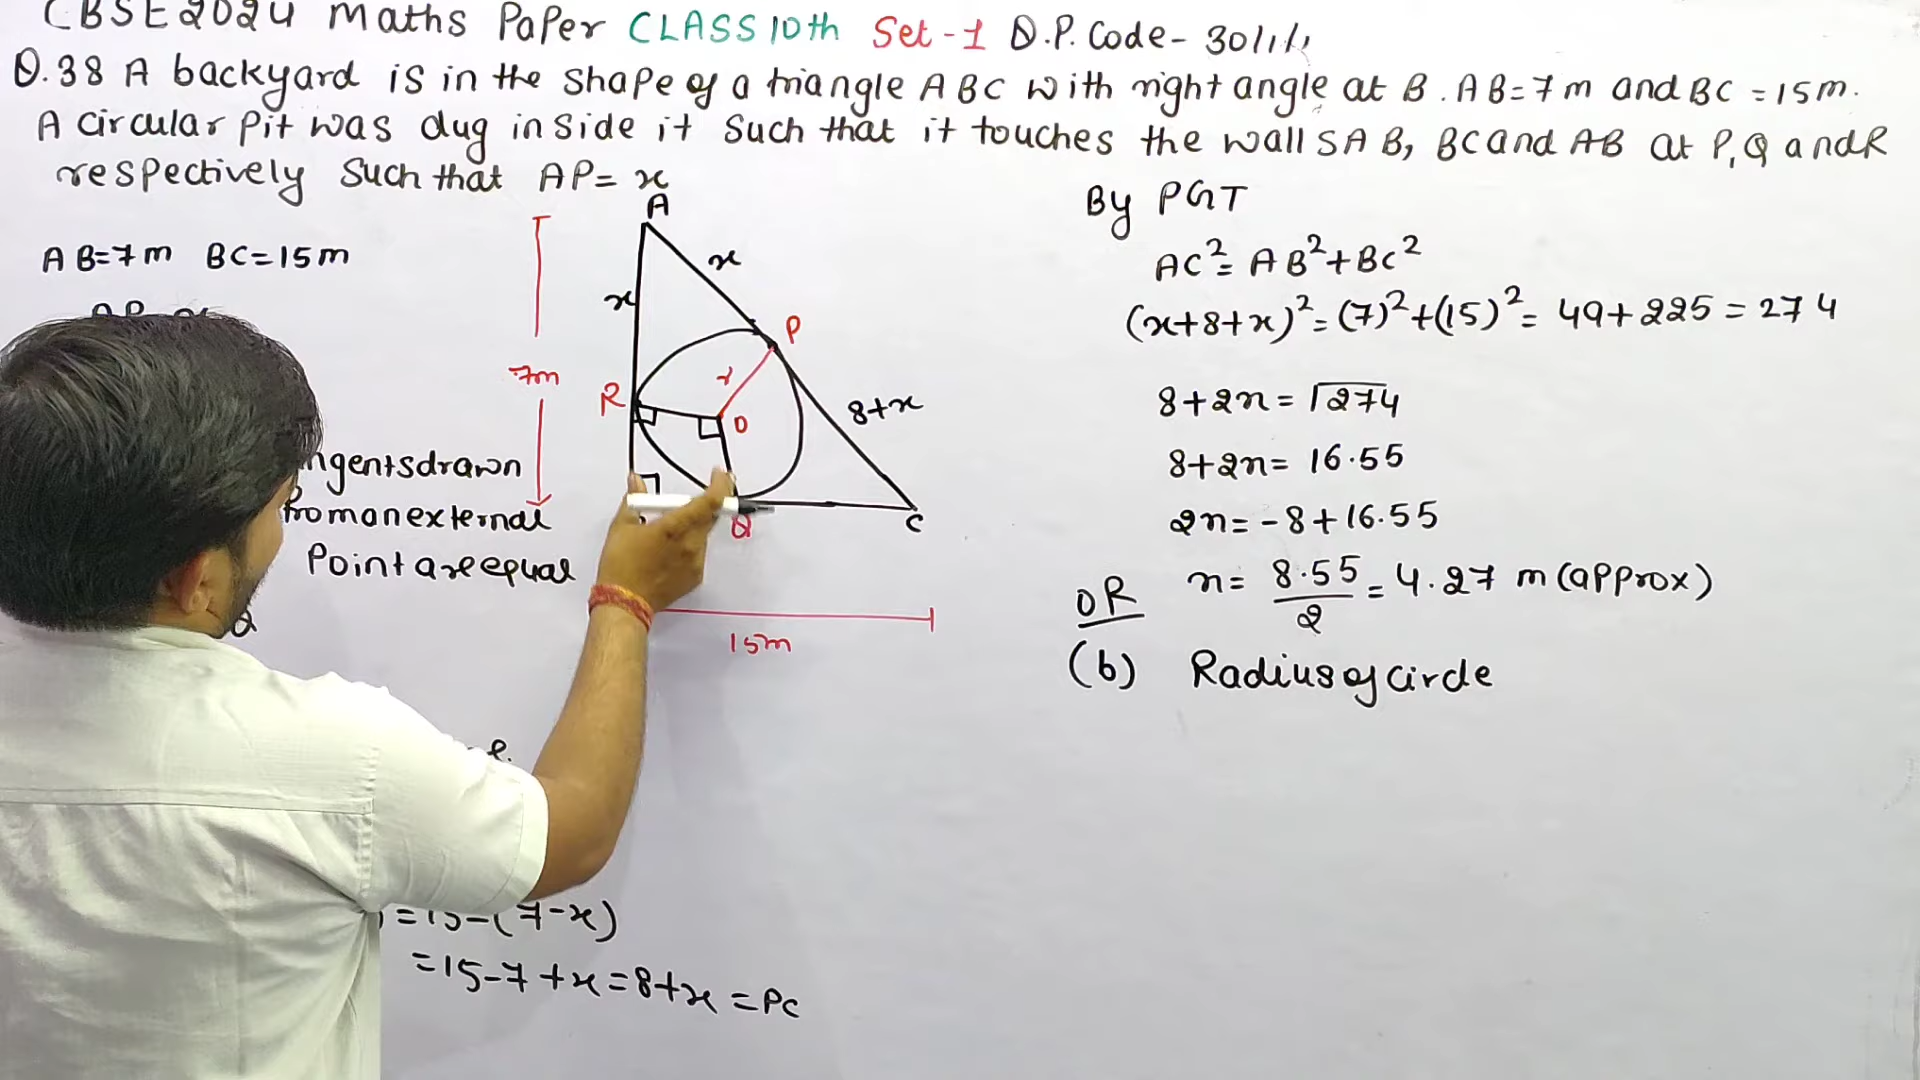 CBSE 2024 Maths Paper CLASS 10th Set-1 Q.P. Code- 30/1/1
Q.38 A backyard is in the shape of a triangle ABC with right angle at B. AB=7m and BC =15m.
A circular pit was dug inside it such that it touches the walls AB, BC and AB at P, Q and R
respectively such that AP= x
AB=7m BC=15m
drawn
from an external
Point are equal
=15-(7-x)
=15-7+x=8+x=PC
A
x
x
7m
R
P
r
O
8+x
Q
C
15m
By PGT
AC²=AB²+BC²
(x+8+x)²=(7)²+(15)²=49+225=274
8+2x=√274
8+2x=16.55
2x=-8+16.55
x=8.55/2=4.27 m (approx)
OR
(b) Radius of circle